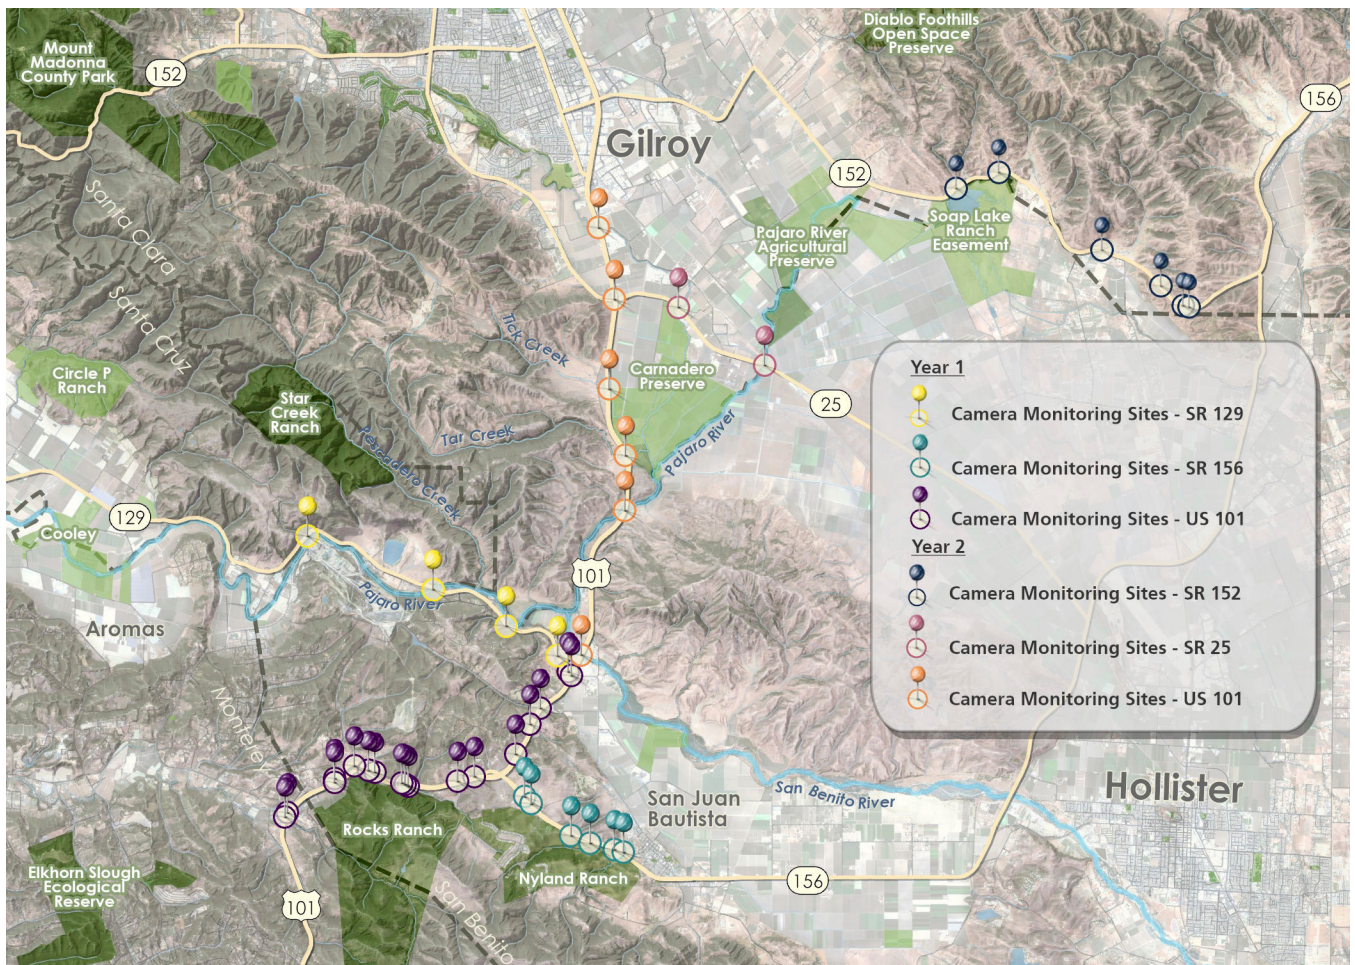 Diablo Foothills
Open Space
Preserve
Mount
Madonna
County Park
152
156
Gilroy
152
Santa Clara
Santa Cruz
Soap Lake
Ranch
Easement
Pajaro River
Agricultural
Preserve
Tick Creek
Circle P
Ranch
Carnadero
Preserve
Star
Creek
Ranch
25
Tar Creek
Pajaro River
Pescadero Creek
129
Cooley
101
Pajaro River
Aromas
Monterey
San Benito River
Hollister
San Juan
Bautista
Rocks Ranch
Elkhorn Slough
Ecological
Reserve
Nyland Ranch
156
101
San Benito
Year 1
Camera Monitoring Sites - SR 129
Camera Monitoring Sites - SR 156
Camera Monitoring Sites - US 101
Year 2
Camera Monitoring Sites - SR 152
Camera Monitoring Sites - SR 25
Camera Monitoring Sites - US 101